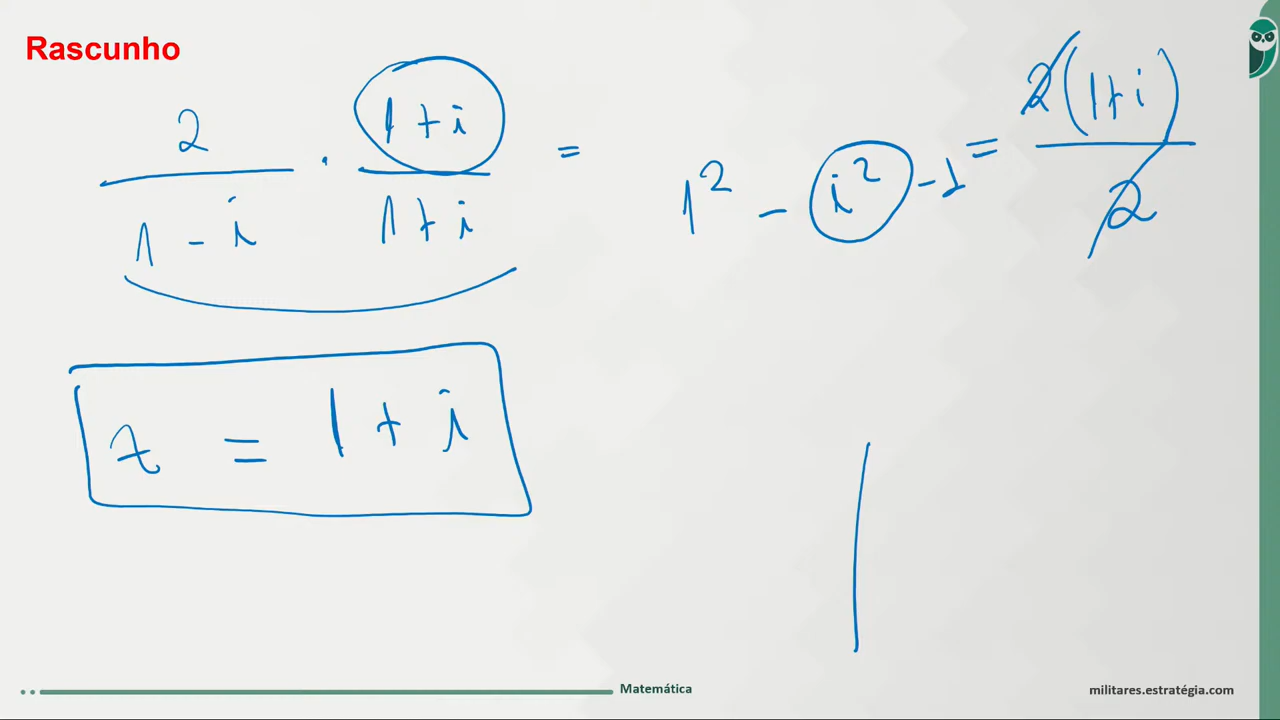 Rascunho
2/(1 - i) · (1 + i)/(1 + i) =
1² - i² -1 = 2(1+i)/2
z = 1 + i
Matemática
militares.estratégia.com